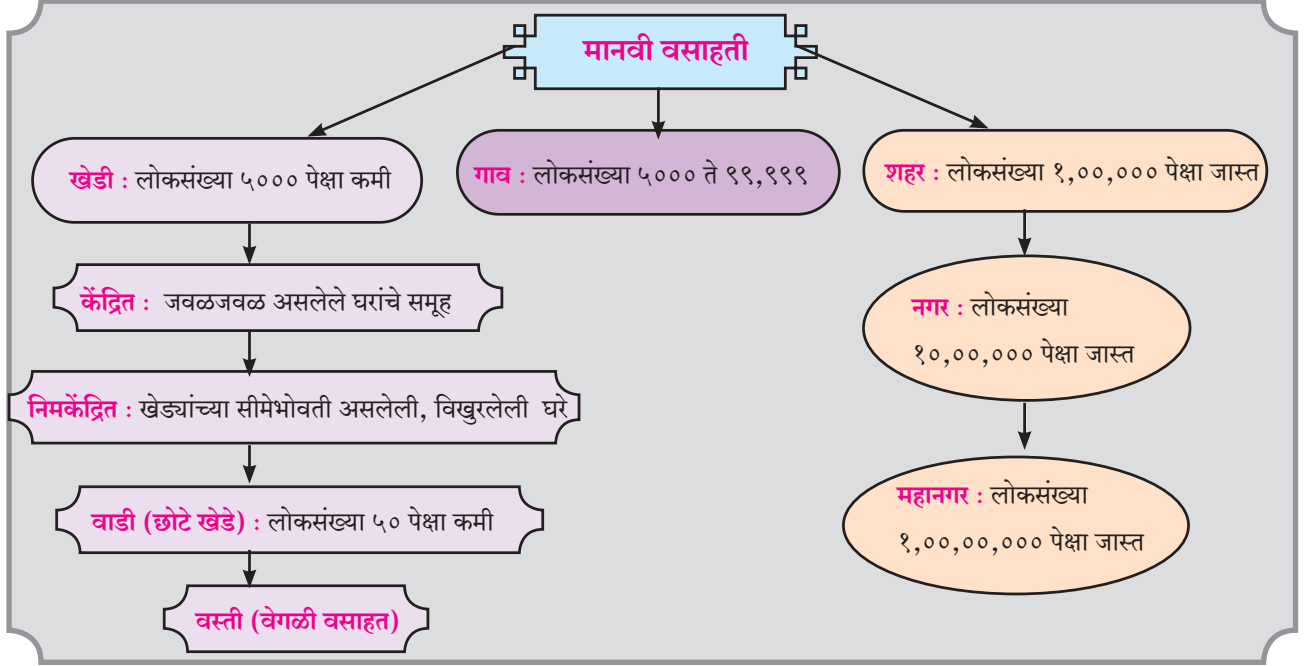 मानवी वसाहती
खेडी : लोकसंख्या ५००० पेक्षा कमी
गाव : लोकसंख्या ५००० ते ९९,९९९
शहर : लोकसंख्या १,००,००० पेक्षा जास्त
केंद्रित : जवळजवळ असलेले घरांचे समूह
निमकेंद्रित : खेड्यांच्या सीमेभोवती असलेली, विखुरलेली घरे
वाडी (छोटे खेडे) : लोकसंख्या ५० पेक्षा कमी
वस्ती (वेगळी वसाहत)
नगर : लोकसंख्या
१०,००,००० पेक्षा जास्त
महानगर : लोकसंख्या
१,००,००,००० पेक्षा जास्त